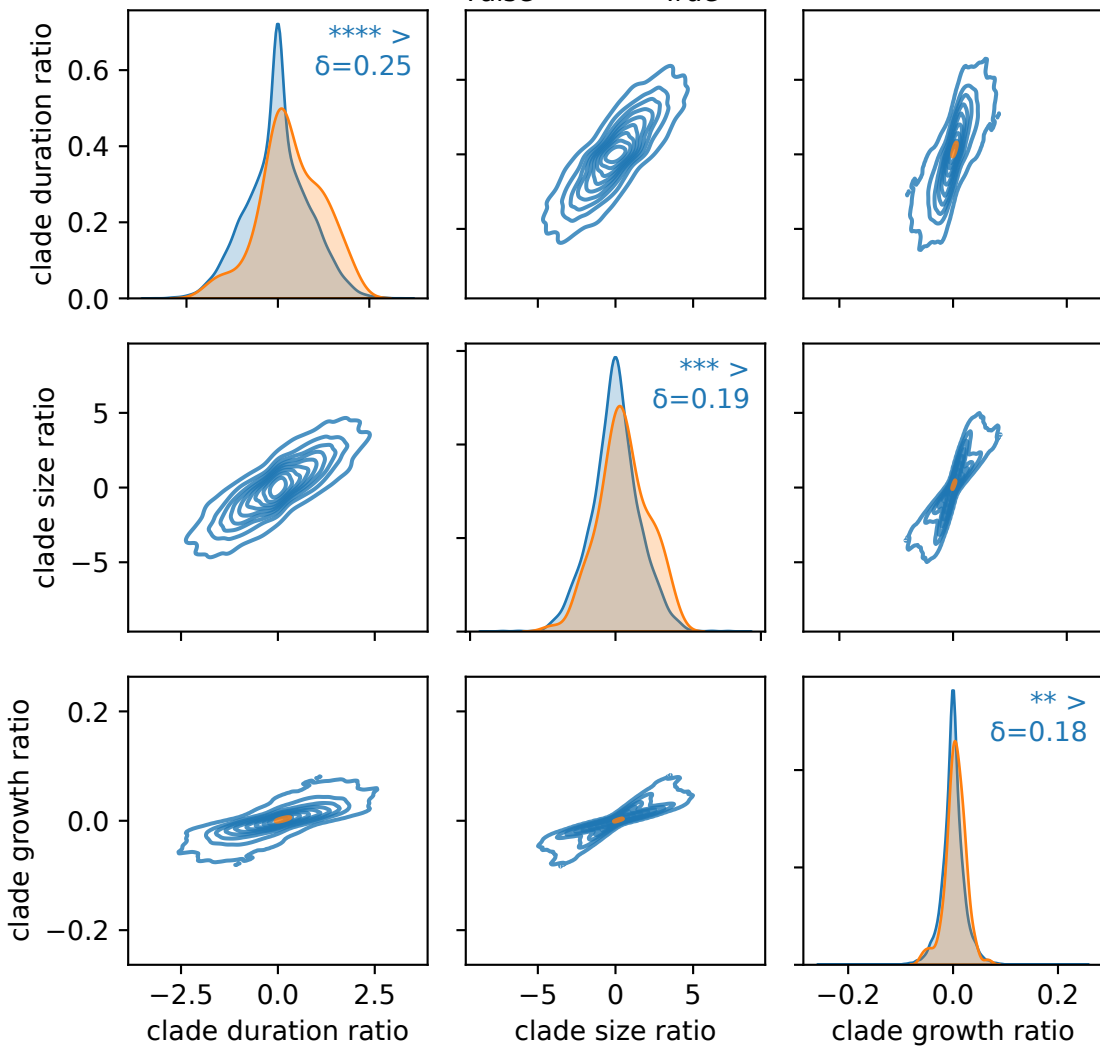 **** >
δ=0.25
clade duration ratio
0.6
0.4
0.2
0.0
*** >
δ=0.19
clade size ratio
5
0
−5
** >
δ=0.18
clade growth ratio
0.2
0.0
−0.2
−2.5 0.0 2.5
−5 0 5
−0.2 0.0 0.2
clade duration ratio
clade size ratio
clade growth ratio